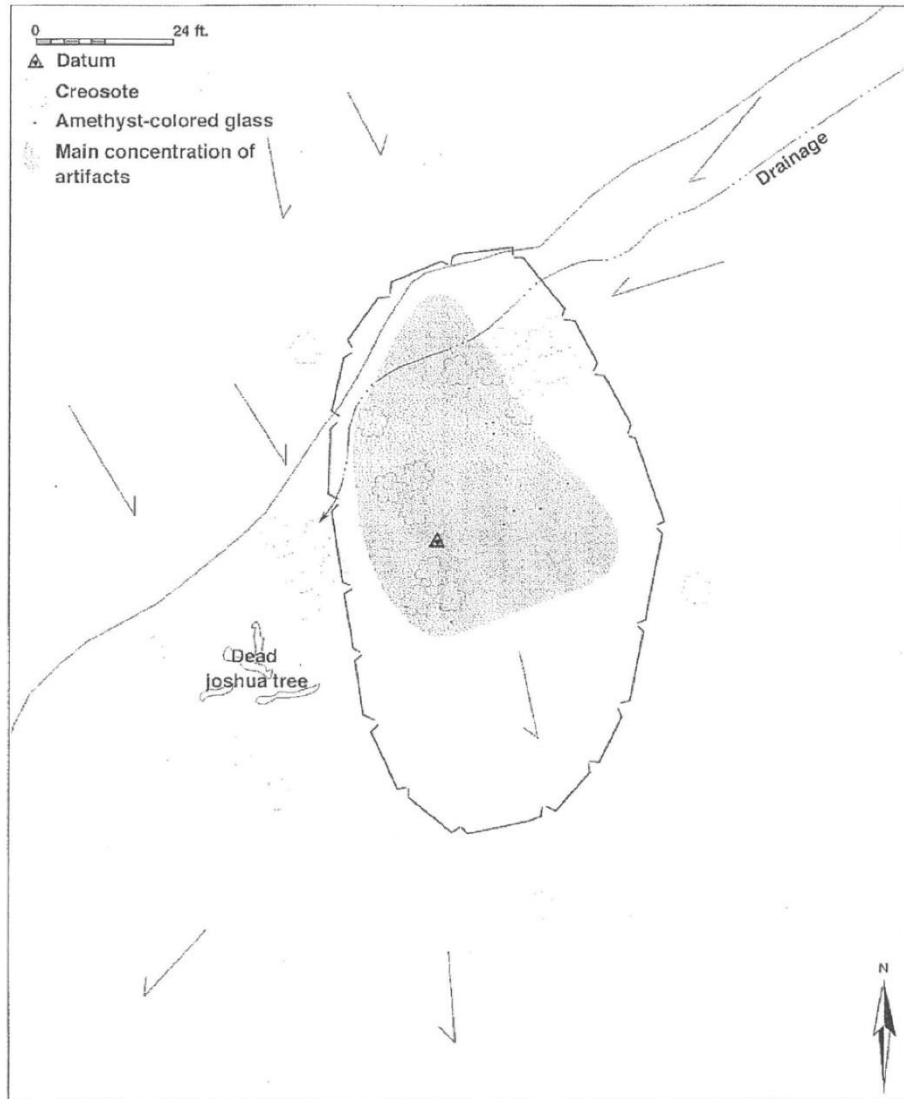 0 24 ft.
Datum
Creosote
Amethyst-colored glass
Main concentration of
artifacts
Drainage
Dead
joshua tree
N